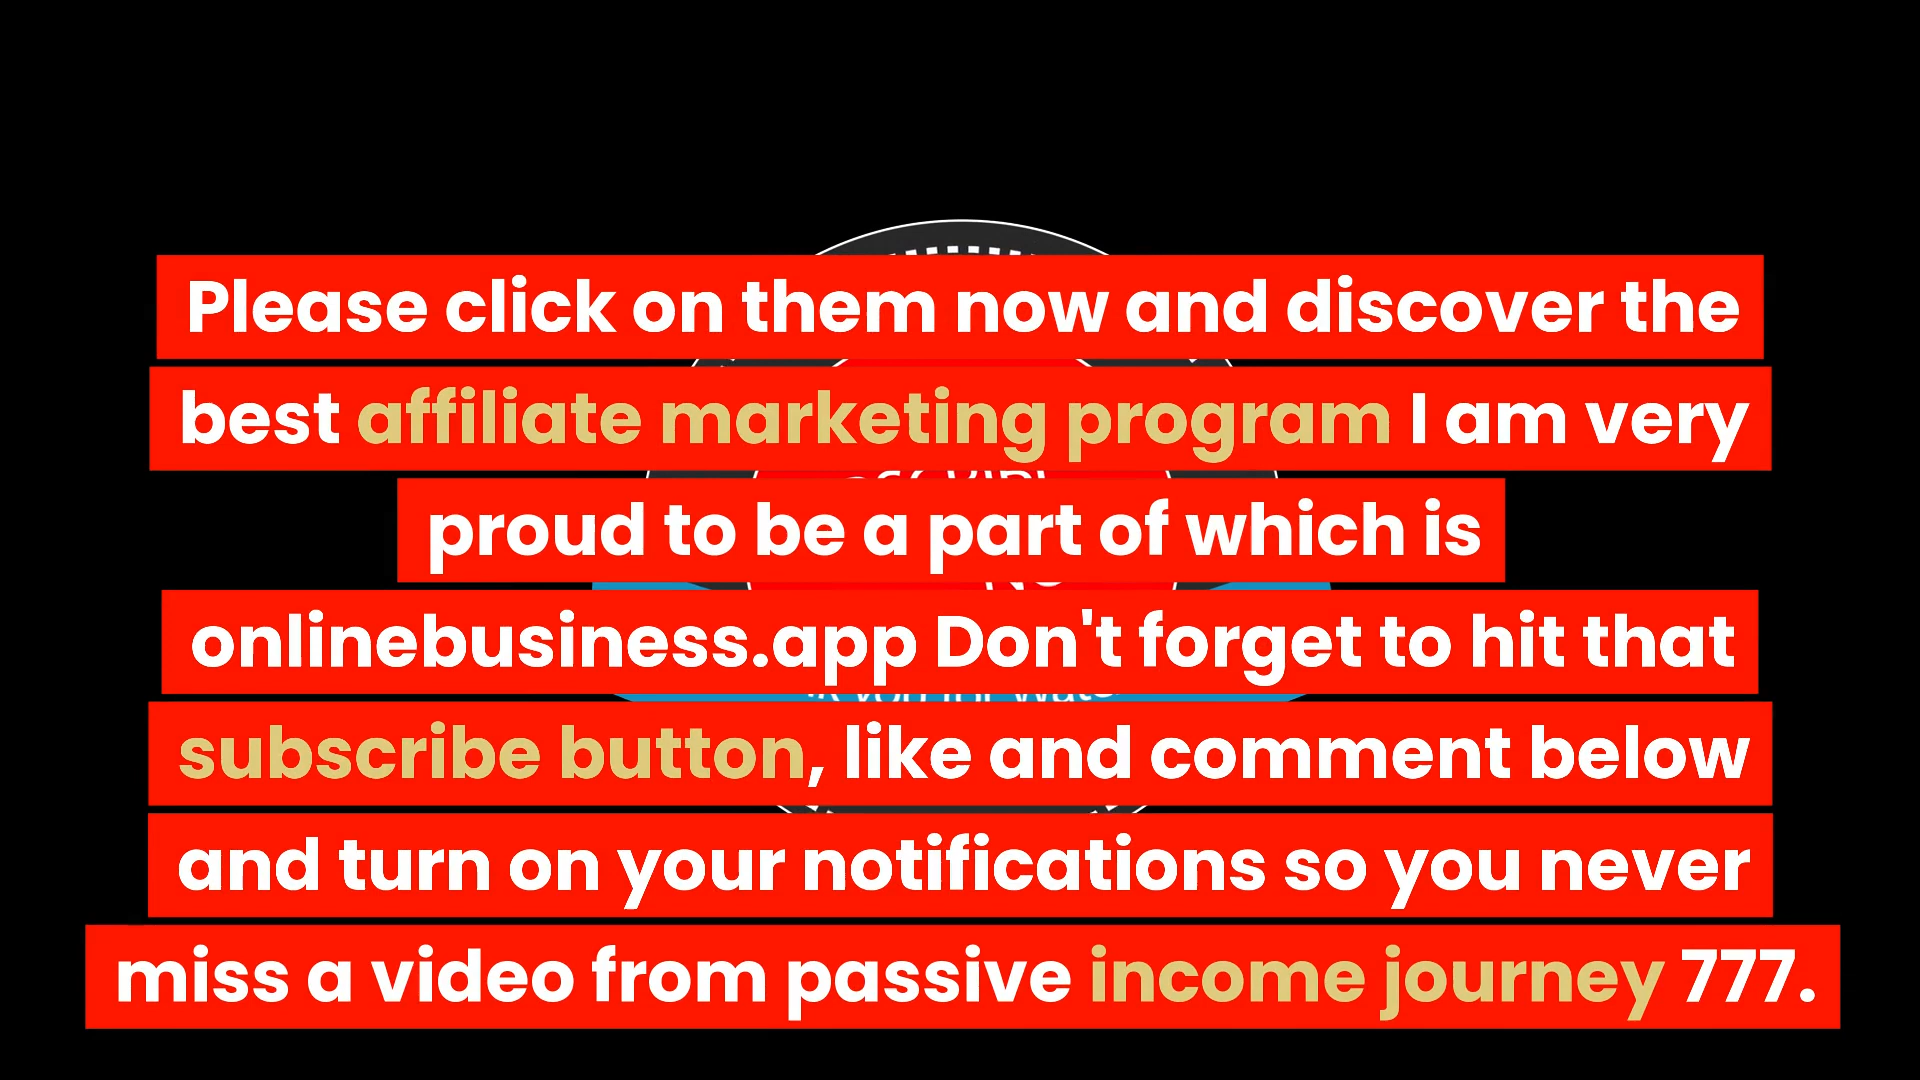 Please click on them now and discover the
best affiliate marketing program I am very
proud to be a part of which is
onlinebusiness.app Don't forget to hit that
subscribe button, like and comment below
and turn on your notifications so you never
miss a video from passive income journey 777.